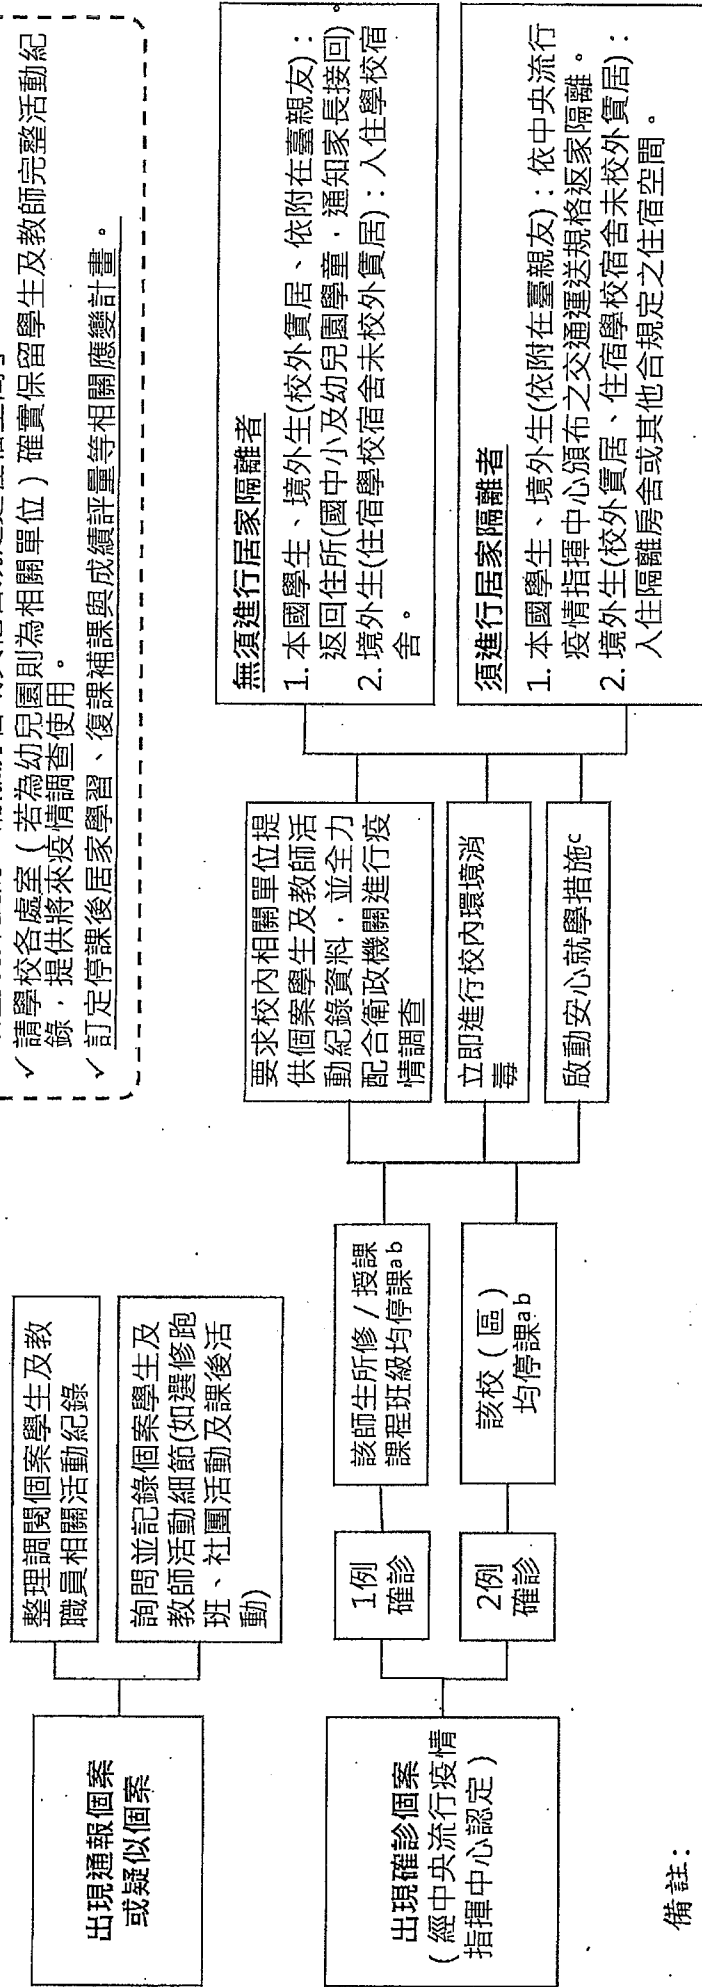 ✓ 請學校各處室（若為幼兒園則為相關單位）確實保留學生及教師完整活動紀
錄，提供將來疫情調查使用。
✓ 訂定停課後居家學習、復課補課與成績評量等相關應變計畫。
出現通報個案
或疑似個案
整理調閱個案學生及教
職員相關活動紀錄
詢問並記錄個案學生及
教師活動細節(如選修跑
班、社團活動及課後活
動)
出現確診個案
（經中央流行疫情
指揮中心認定）
1例
確診
該師生所修/授課
課程班級均停課ab
2例
確診
該校（區）
均停課ab
要求校內相關單位提
供個案學生及教師活
動紀錄資料，並全力
配合衛政機關進行疫
情調查
立即進行校內環境消
毒
啟動安心就學措施c
無須進行居家隔離者
1. 本國學生、境外生(校外賃居、依附在臺親友)：
返回住所(國中小及幼兒園學童，通知家長接回)。
2. 境外生(住宿學校宿舍未校外賃居)：入住學校宿
舍。
須進行居家隔離者
1. 本國學生、境外生(依附在臺親友)：依中央流行
疫情指揮中心頒布之交通運送規格返家隔離。
2. 境外生(校外賃居、住宿學校宿舍未校外賃居)：
入住隔離房舍或其他合規定之住宿空間。
備註：